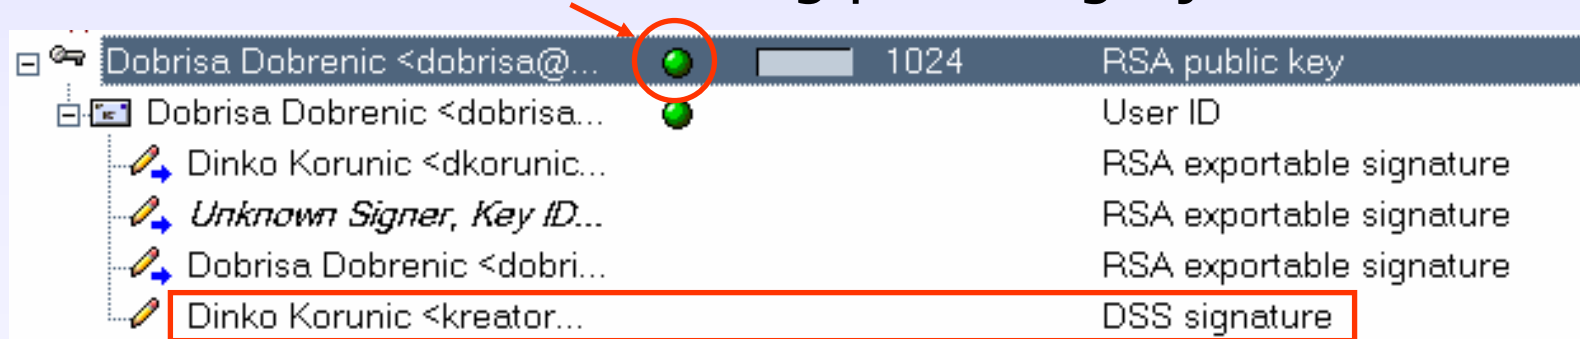 Dobrisa Dobrenic <dobrisa@... 1024 RSA public key
Dobrisa Dobrenic <dobrisa... User ID
Dinko Korunic <dkorunic... RSA exportable signature
Unknown Signer, Key ID... RSA exportable signature
Dobrisa Dobrenic <dobri... RSA exportable signature
Dinko Korunic <kreator... DSS signature